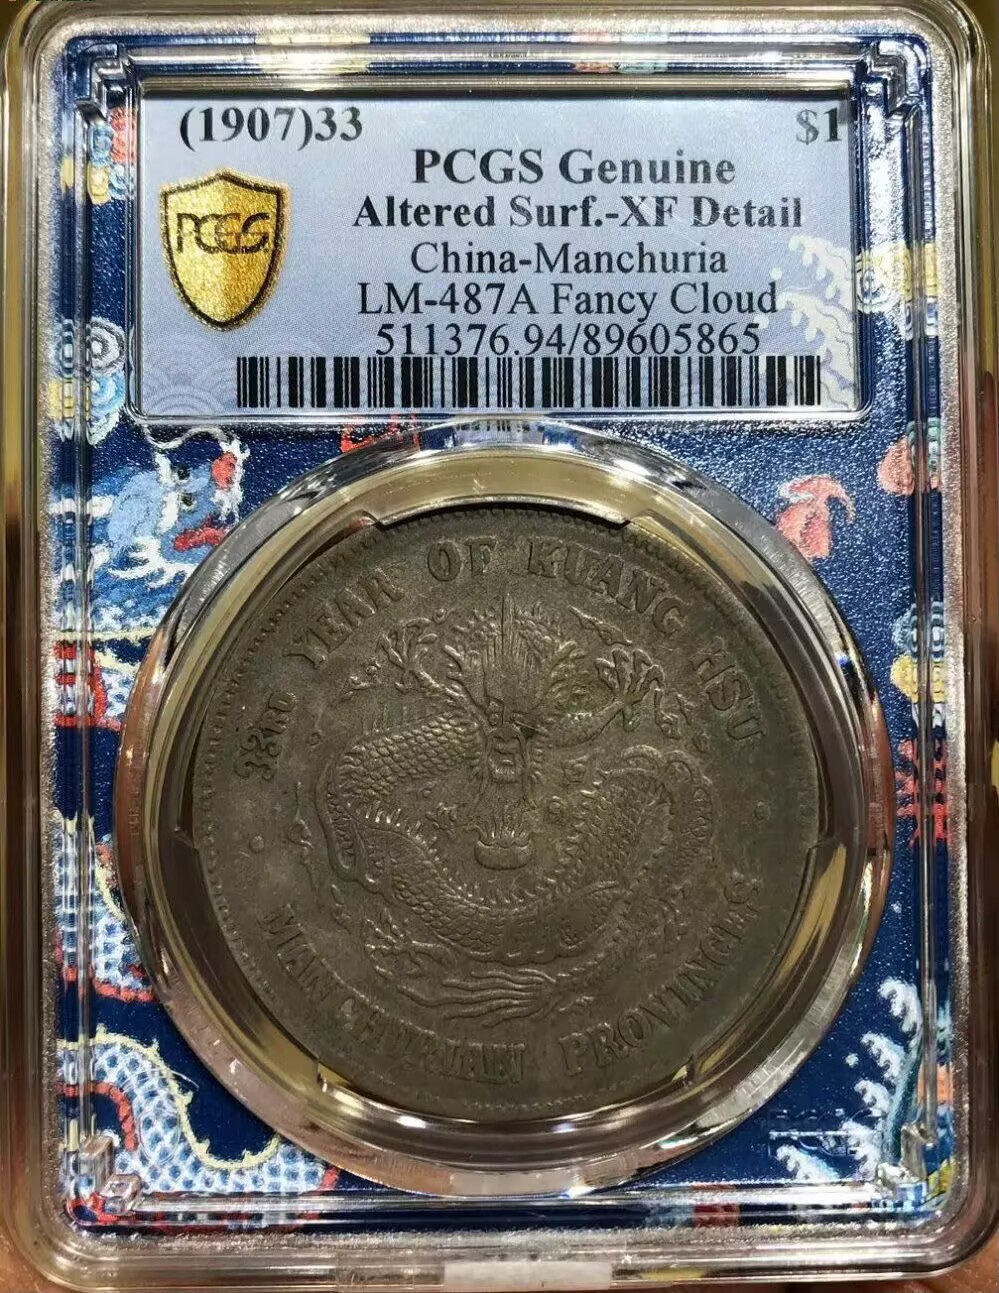 (1907)33 $1
PCGS Genuine
Altered Surf.-XF Detail
China-Manchuria
LM-487A Fancy Cloud
511376.94/89605865
PCGS
33RD YEAR OF KUANG HSU
MANCHURIAN PROVINCES